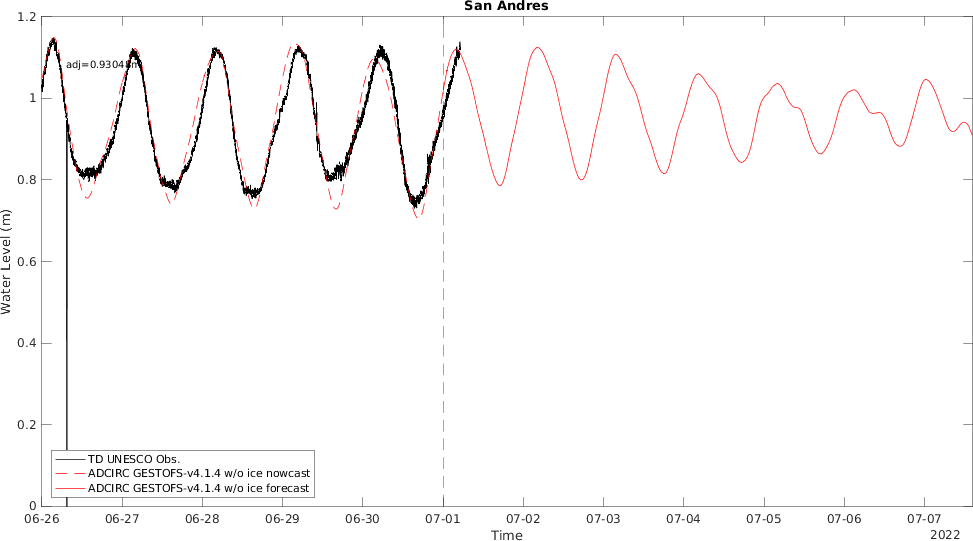 San Andres
1.2
1
0.8
0.6
0.4
0.2
0
Water Level (m)
TD UNESCO Obs.
ADCIRC GESTOFS-v4.1.4 w/o ice nowcast
ADCIRC GESTOFS-v4.1.4 w/o ice forecast
06-26 06-27 06-28 06-29 06-30 07-01 07-02 07-03 07-04 07-05 07-06 07-07
Time
2022